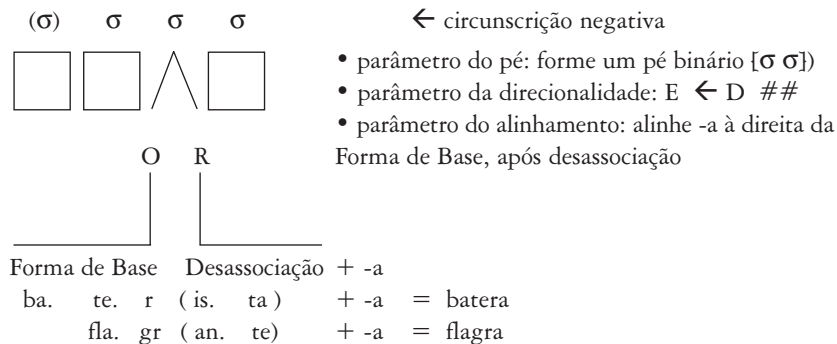 (σ) σ σ σ ← circunscrição negativa
• parâmetro do pé: forme um pé binário [σ σ])
• parâmetro da direcionalidade: E ← D ##
• parâmetro do alinhamento: alinhe -a à direita da
O R Forma de Base, após desassociação
Forma de Base Desassociação + -a
ba. te. r ( is. ta ) + -a = batera
fla. gr (an. te) + -a = flagra